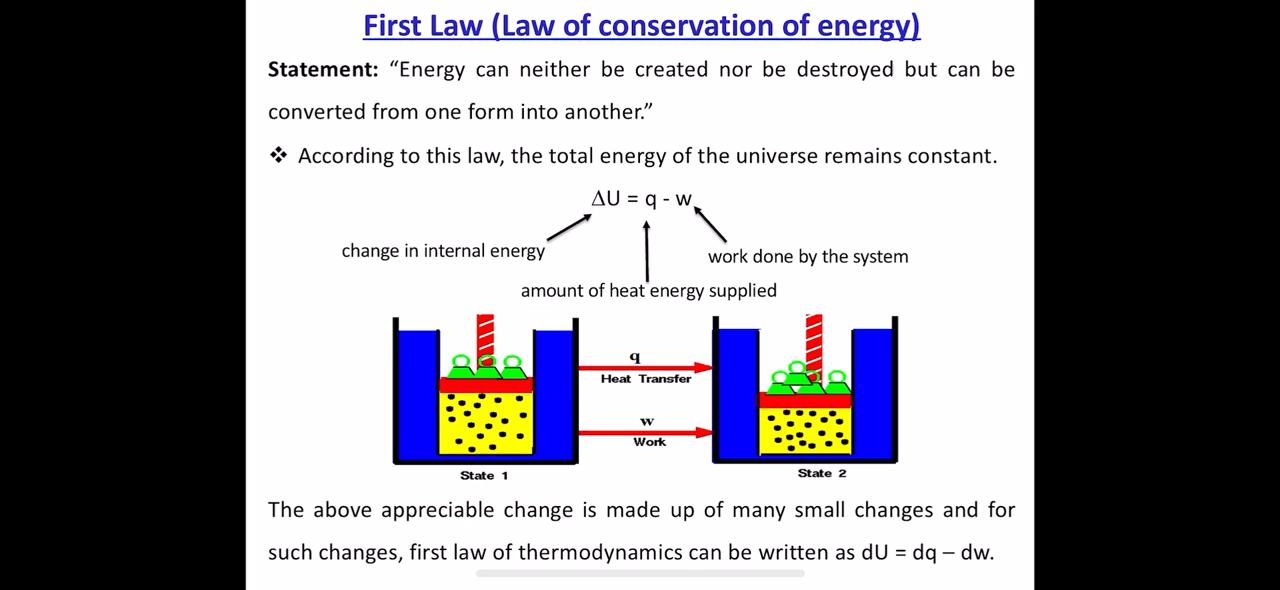 First Law (Law of conservation of energy)
Statement: “Energy can neither be created nor be destroyed but can be
converted from one form into another.”
❖ According to this law, the total energy of the universe remains constant.
ΔU = q - w
change in internal energy
work done by the system
amount of heat energy supplied
q
Heat Transfer
w
Work
State 1
State 2
The above appreciable change is made up of many small changes and for
such changes, first law of thermodynamics can be written as dU = dq – dw.